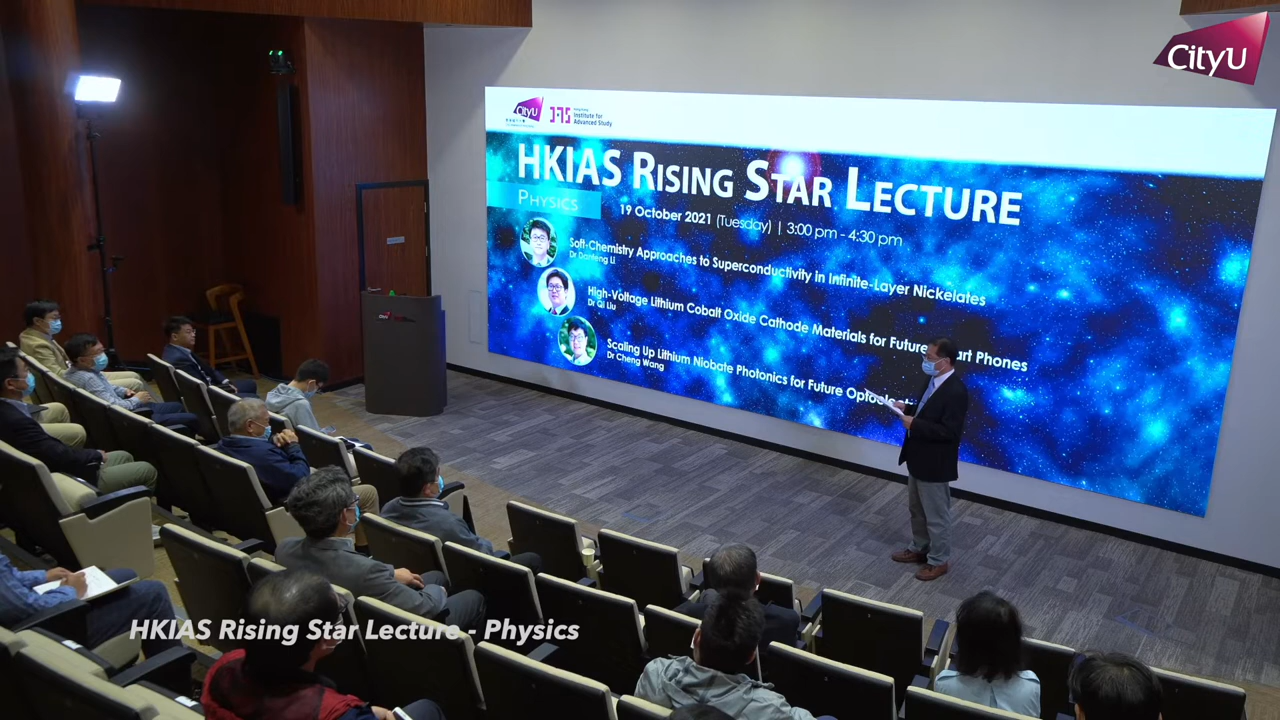 CityU
CityU
Hong Kong
Institute for
Advanced Study
HKIAS RISING STAR LECTURE
PHYSICS
19 October 2021 (Tuesday) | 3:00 pm - 4:30 pm
Soft-Chemistry Approaches to Superconductivity in Infinite-Layer Nickelates
Dr Danfeng Li
High-Voltage Lithium Cobalt Oxide Cathode Materials for Future Phones
Dr Qi Liu
Scaling Up Lithium Niobate Photonics for Future
Dr Cheng Wang
HKIAS Rising Star Lecture - Physics